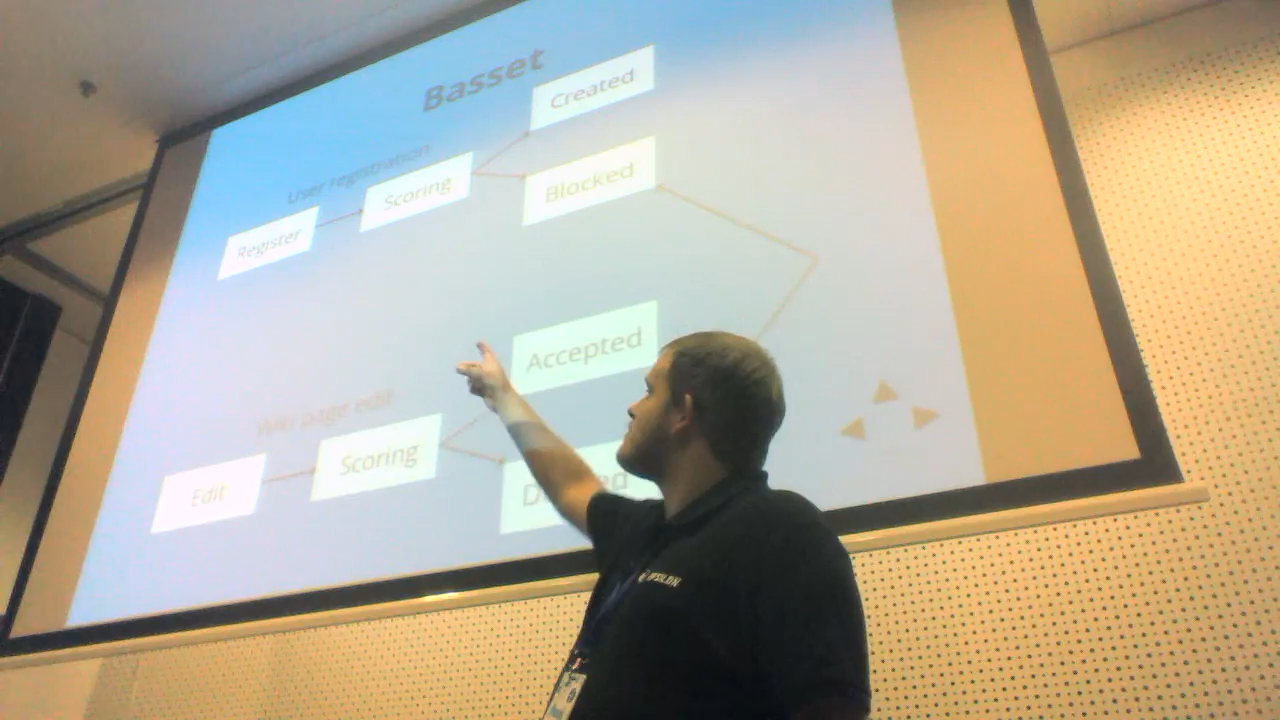 Basset
User registration
Register
Scoring
Created
Blocked
Wiki page edit
Edit
Scoring
Accepted